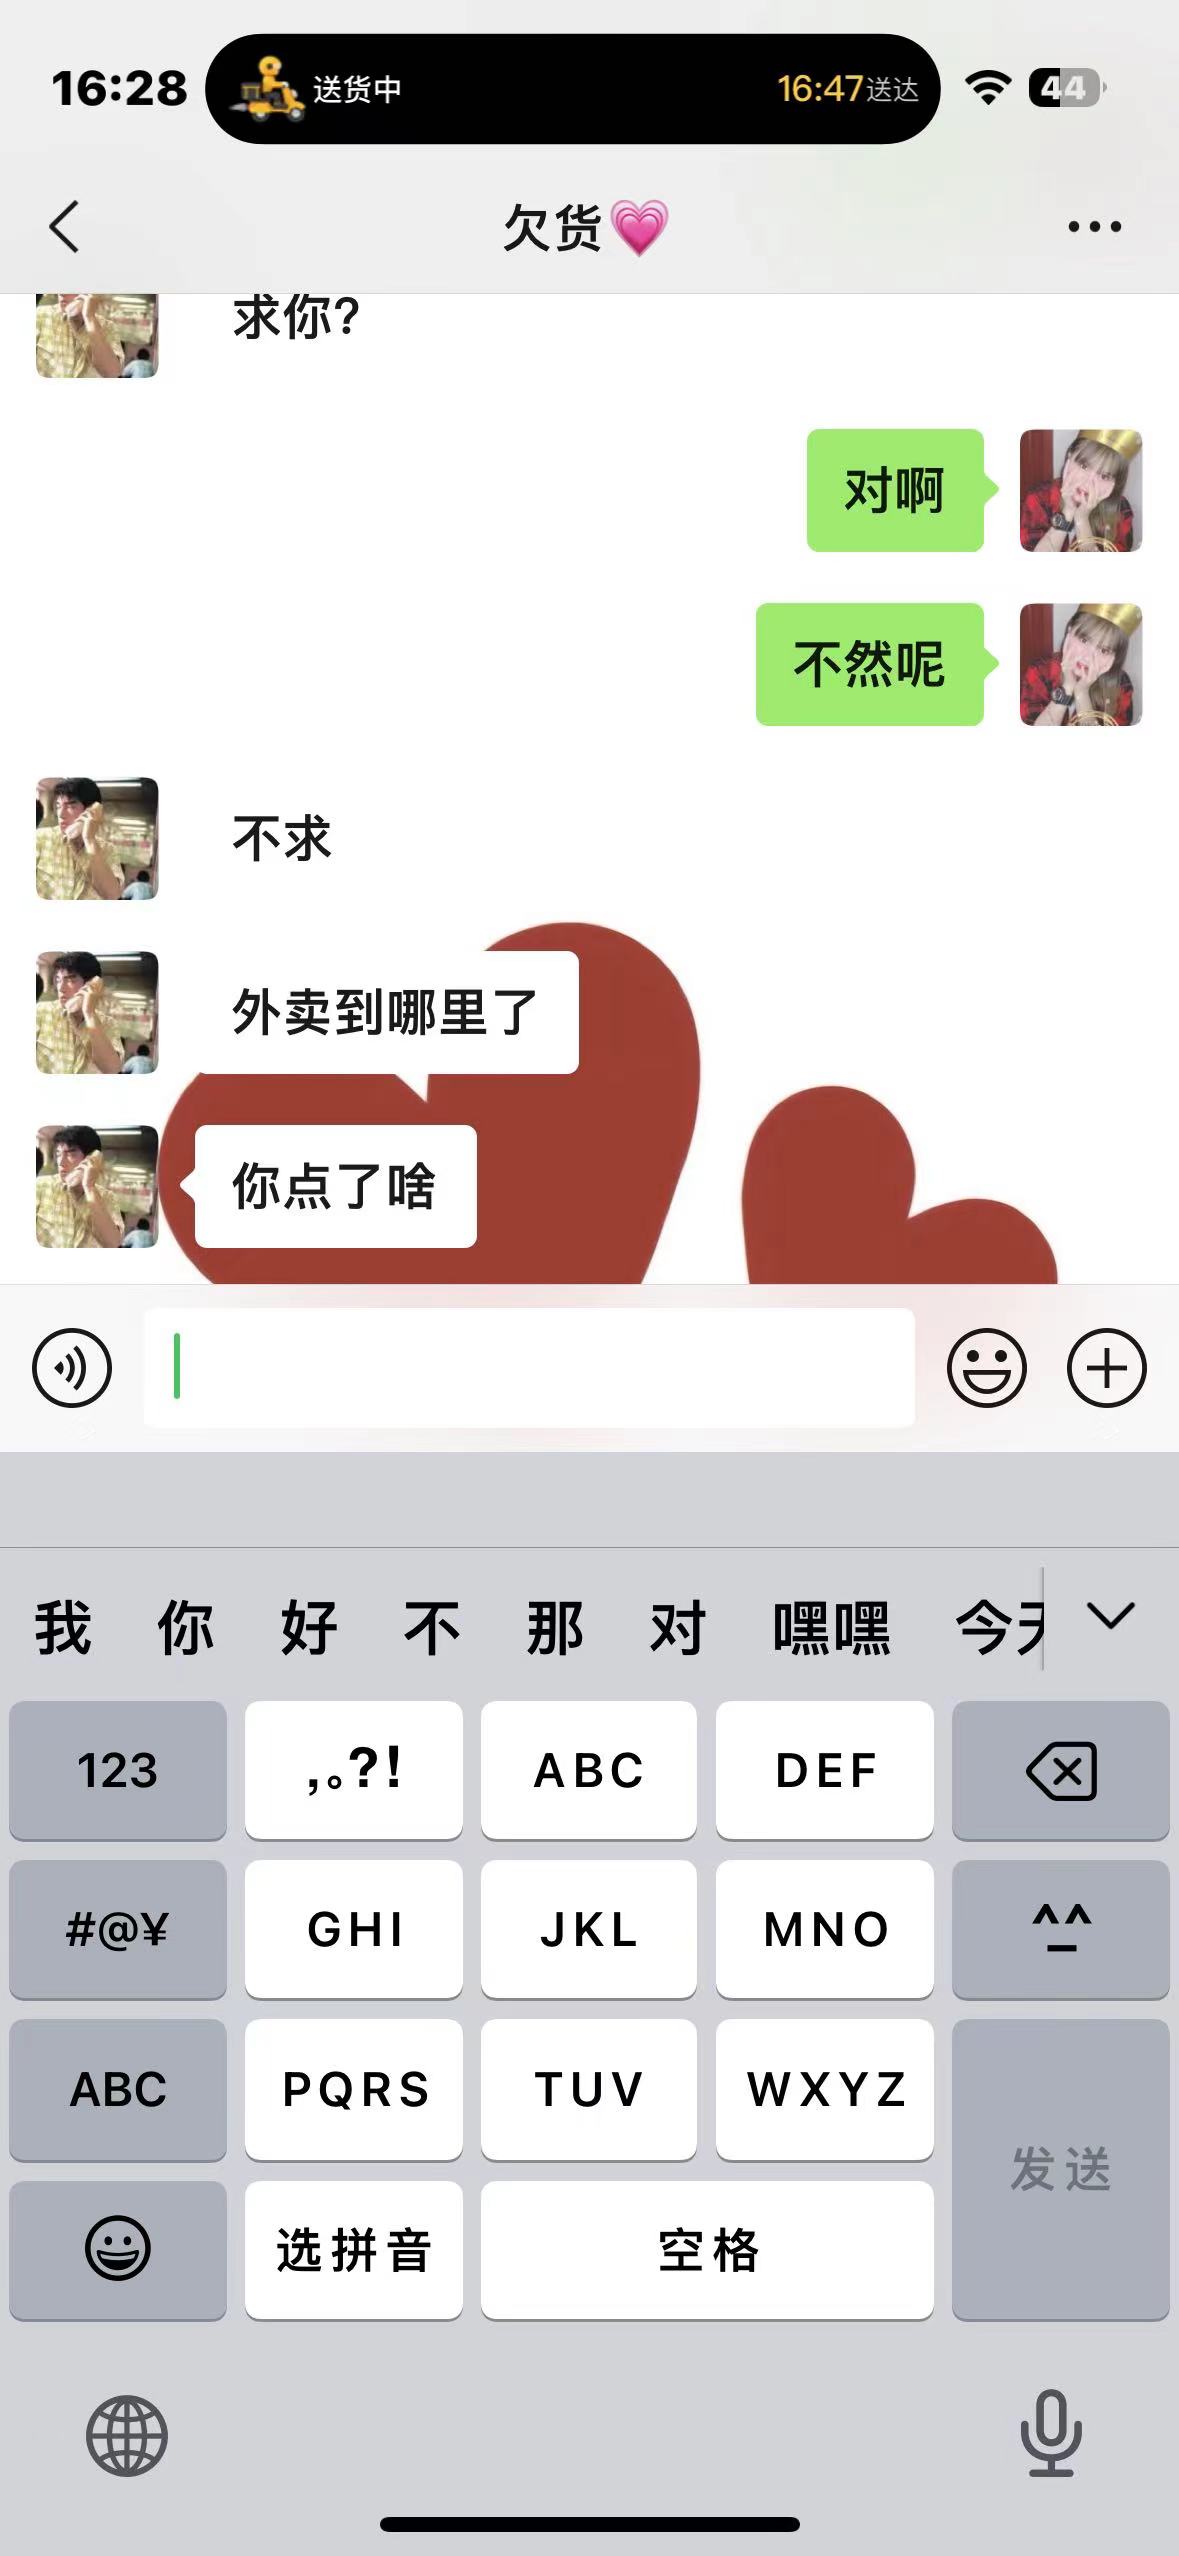 16:28
送货中
16:47送达
44
欠货💗
求你?
对啊
不然呢
不求
外卖到哪里了
你点了啥
我 你 好 不 那 对 嘿嘿 今天
123 ,。?! ABC DEF
#@¥ GHI JKL MNO ^_^
ABC PQRS TUV WXYZ
发送
选拼音 空格